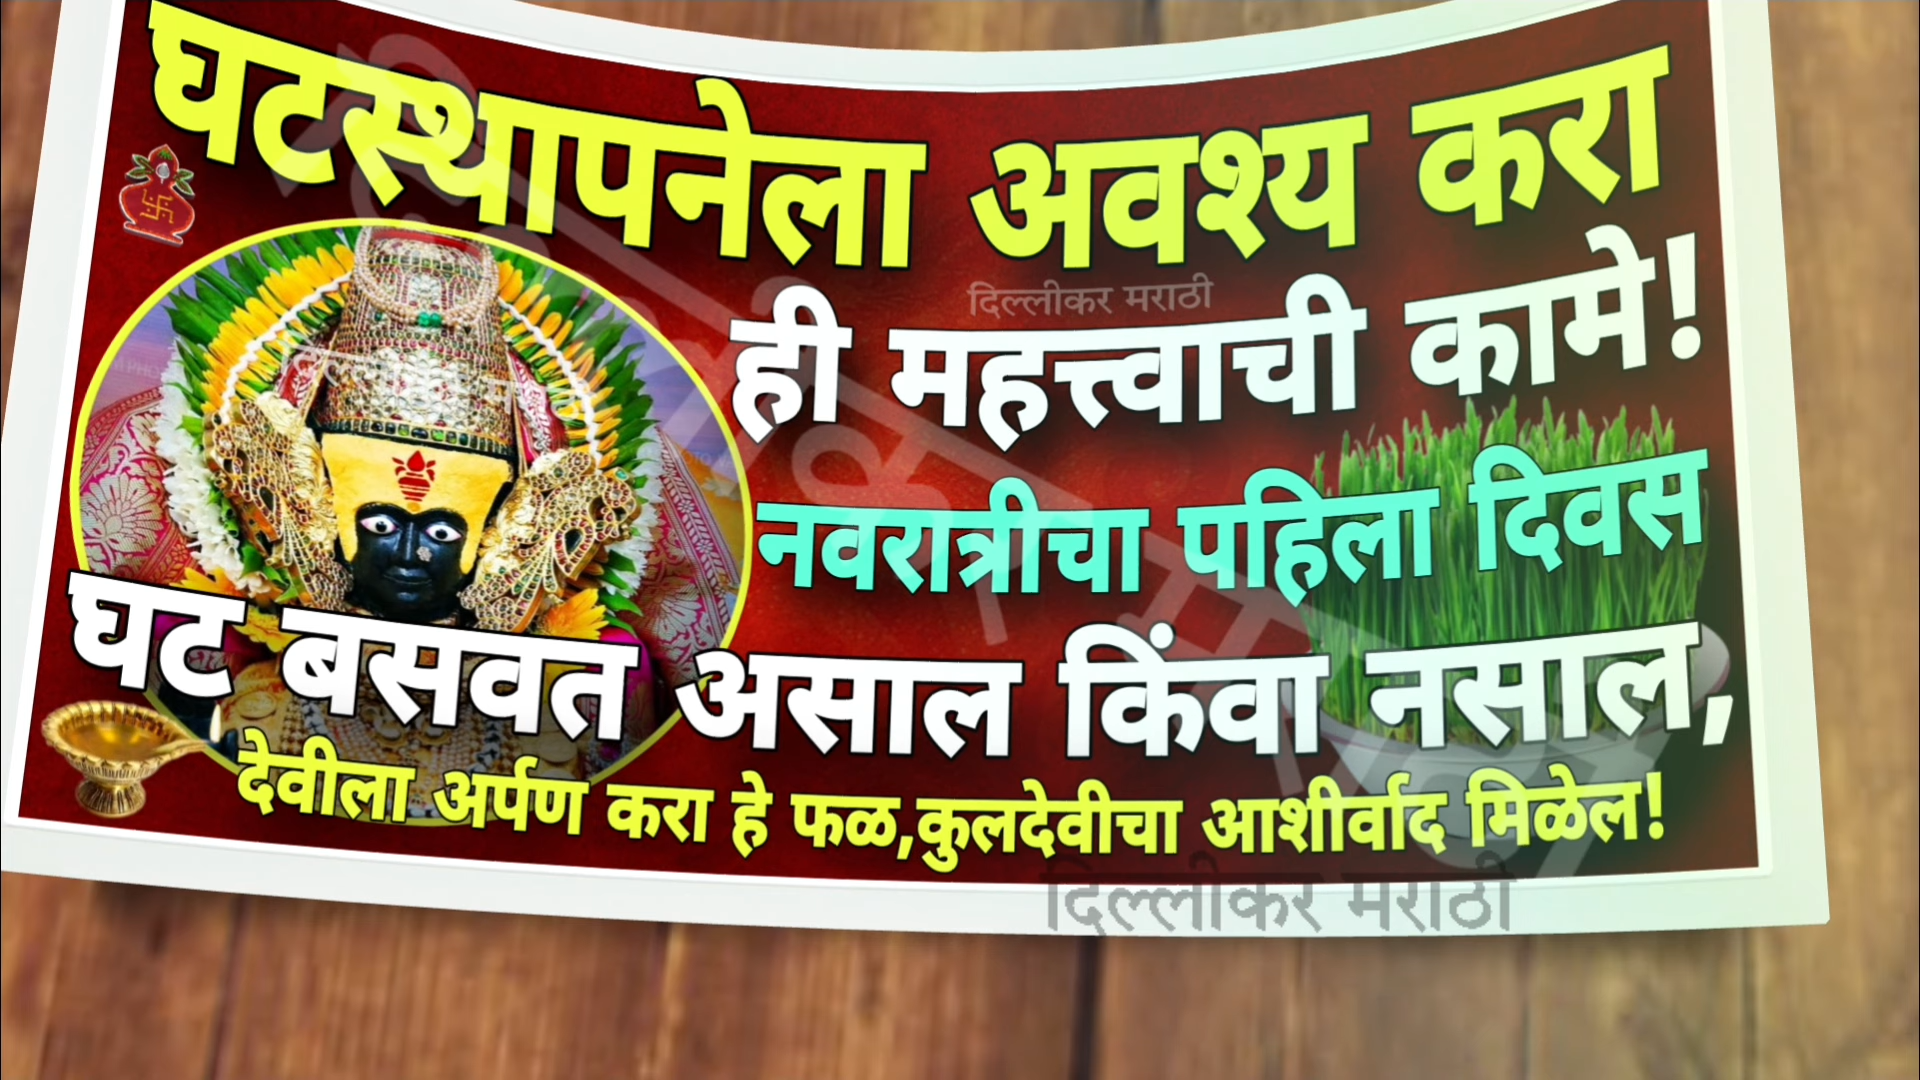 घटस्थापनेला अवश्य करा
दिल्लीकर मराठी
ही महत्त्वाची कामे!
नवरात्रीचा पहिला दिवस
घट बसवत असाल किंवा नसाल,
देवीला अर्पण करा हे फळ,कुलदेवीचा आशीर्वाद मिळेल!
दिल्लीकर मराठी